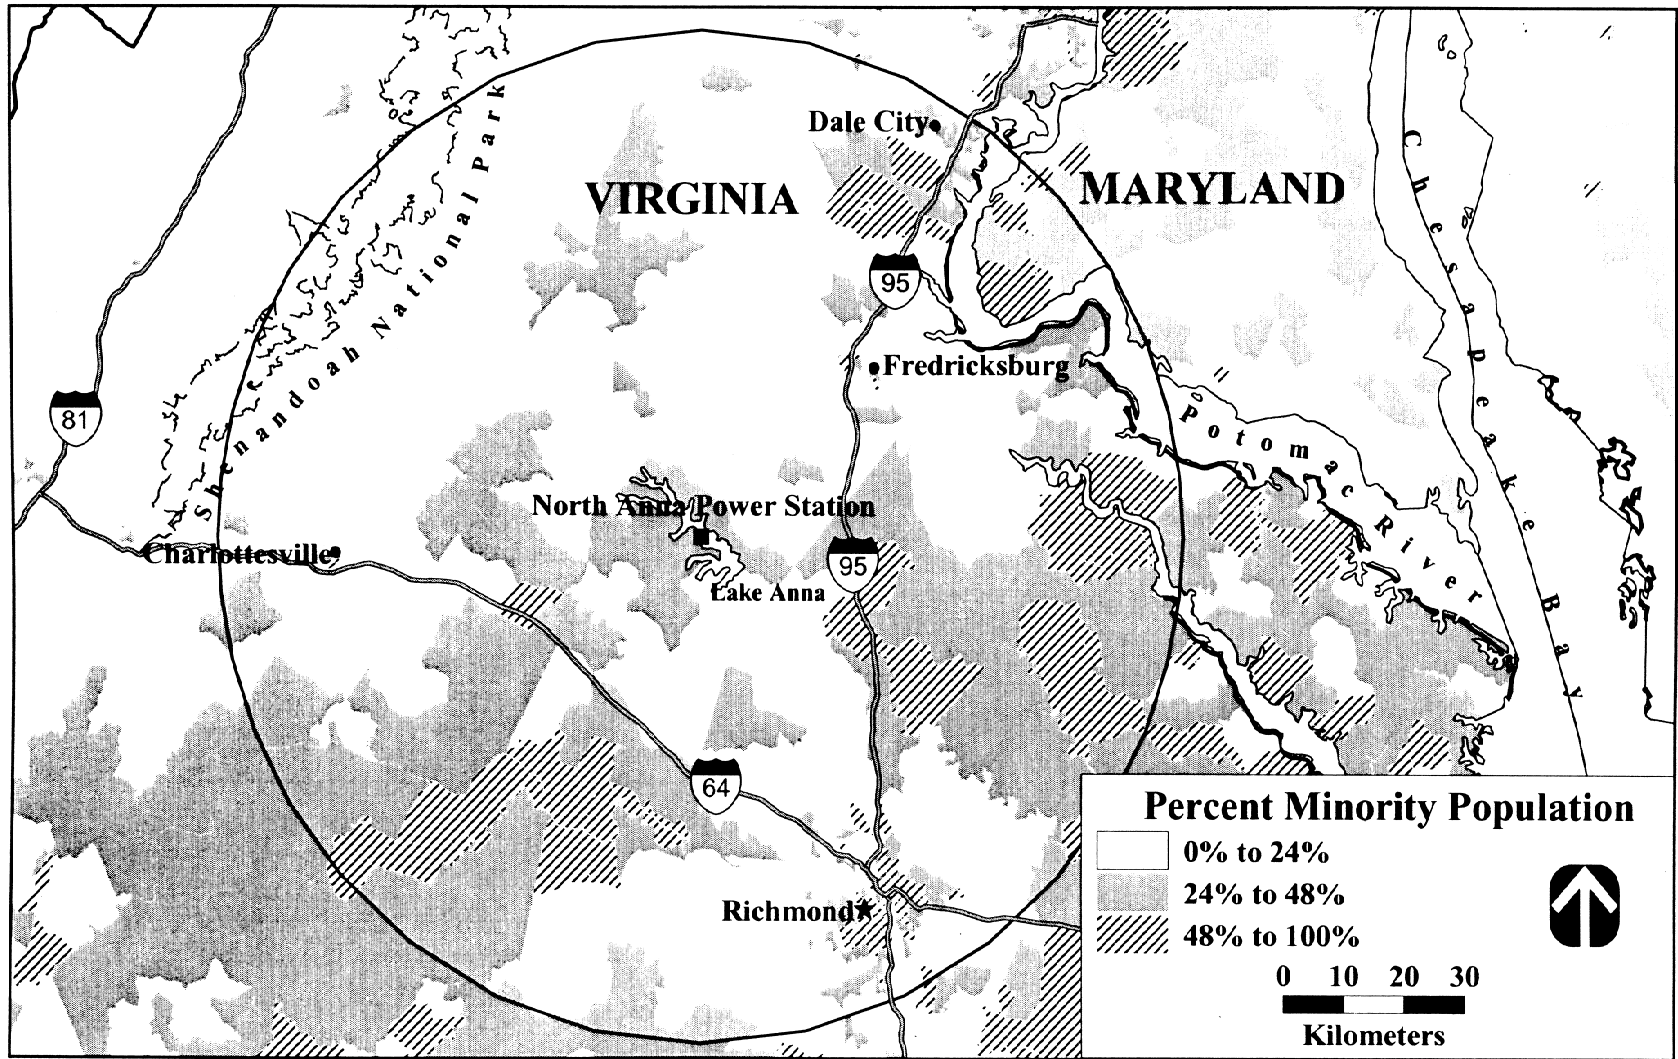 Dale City
VIRGINIA
MARYLAND
Chesapeake Bay
Shenandoah National Park
95
Fredricksburg
81
Potomac River
North Anna Power Station
Charlottesville
95
Lake Anna
64
Richmond
Percent Minority Population
0% to 24%
24% to 48%
48% to 100%
0 10 20 30
Kilometers